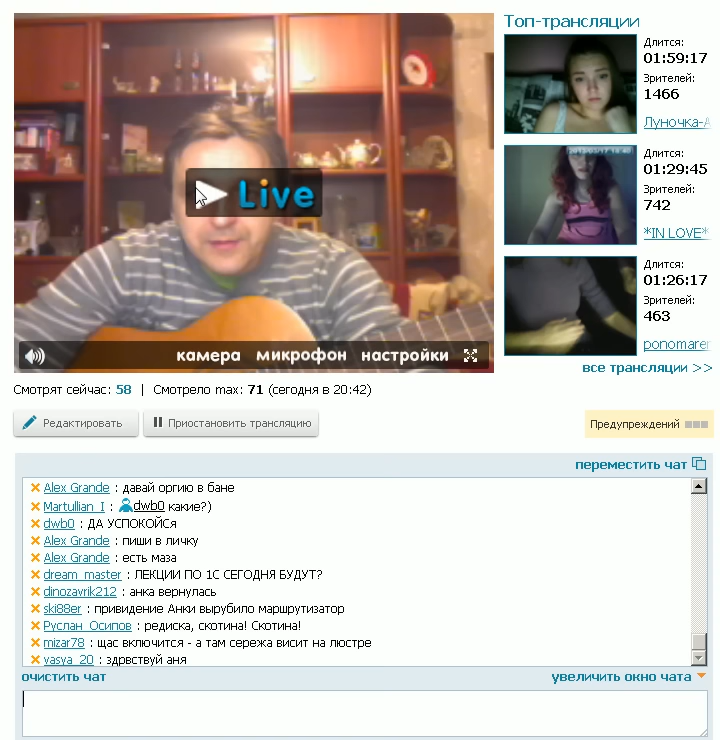 Топ-трансляции
Длится:
01:59:17
Зрителей:
1466
Луночка-А
Длится:
01:29:45
Зрителей:
742
*IN LOVE*
Длится:
01:26:17
Зрителей:
463
ponomarer
все трансляции >>
Live
камера микрофон настройки
Смотрят сейчас: 58 | Смотрело max: 71 (сегодня в 20:42)
Редактировать
Приостановить трансляцию
Предупреждений
переместить чат
Alex Grande : давай оргию в бане
Martullian_I : dwb0 какие?)
dwb0 : ДА УСПОКОЙСЯ
Alex Grande : пиши в личку
Alex Grande : есть маза
dream_master : ЛЕКЦИИ ПО 1С СЕГОДНЯ БУДУТ?
dinozavrik212 : анка вернулась
ski88er : привидение Анки вырубило маршрутизатор
Руслан_Осипов : редиска, скотина! Скотина!
mizar78 : щас включится - а там сережа висит на люстре
vasya_20 : здрвствуй аня
очистить чат
увеличить окно чата